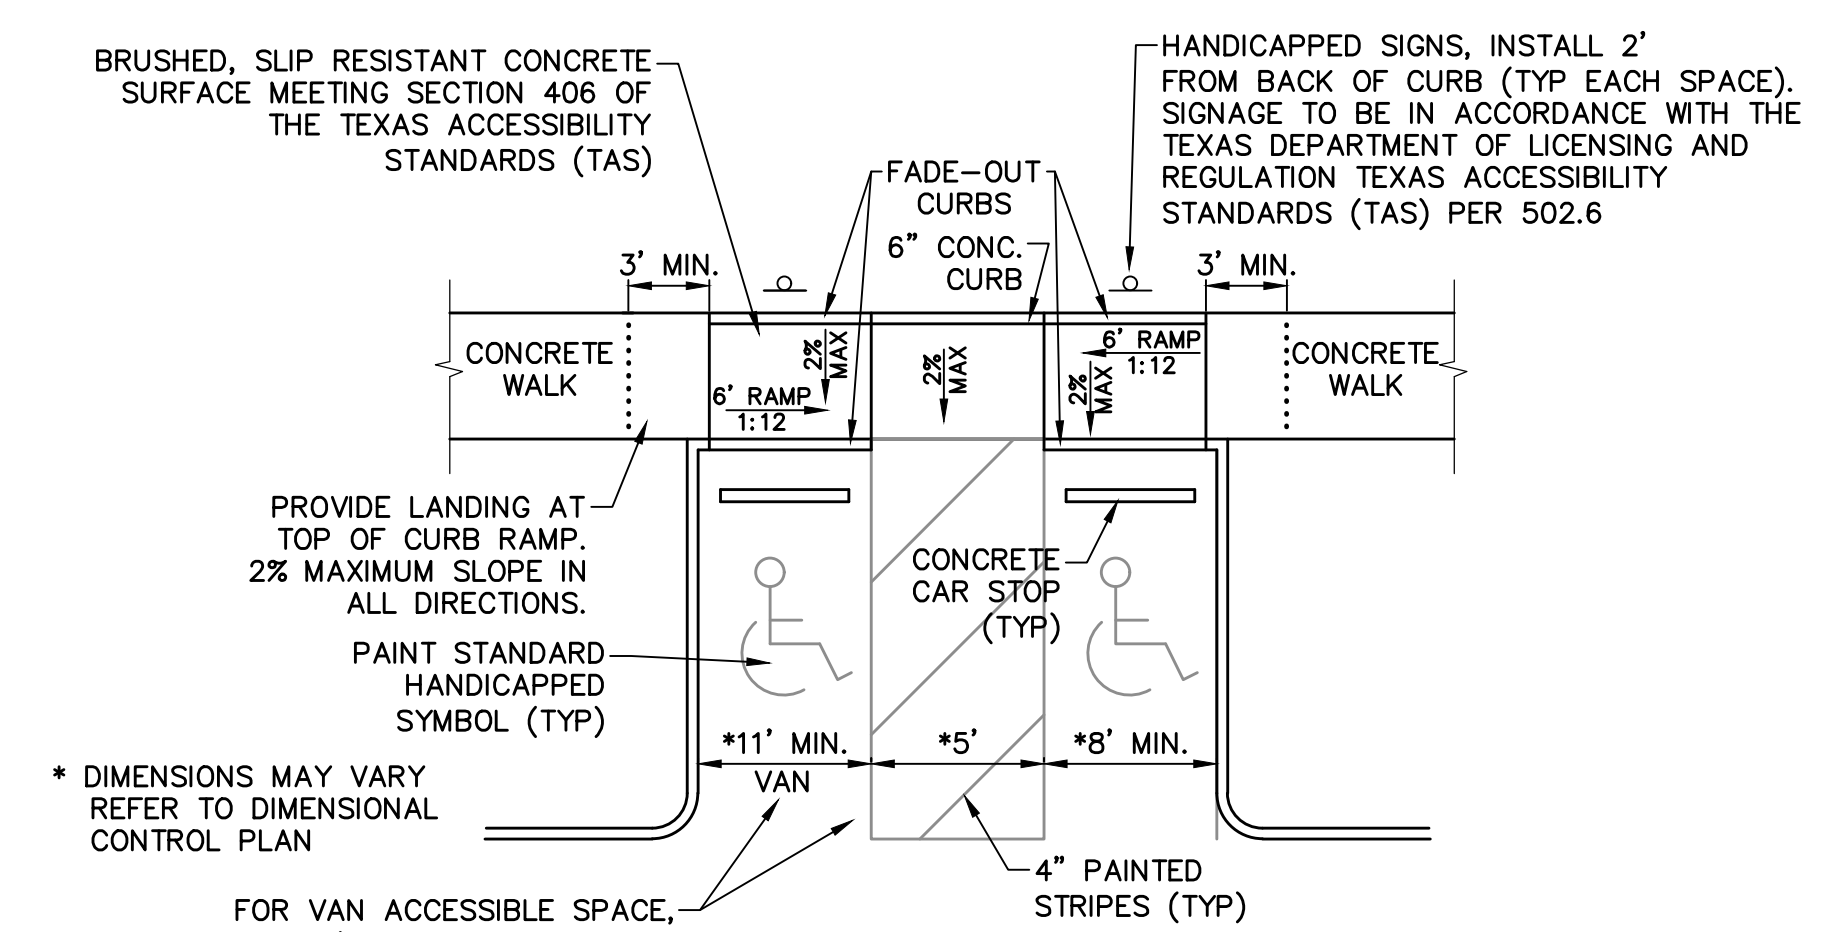 BRUSHED, SLIP RESISTANT CONCRETE
SURFACE MEETING SECTION 406 OF
THE TEXAS ACCESSIBILITY
STANDARDS (TAS)
HANDICAPPED SIGNS, INSTALL 2'
FROM BACK OF CURB (TYP EACH SPACE).
SIGNAGE TO BE IN ACCORDANCE WITH THE
TEXAS DEPARTMENT OF LICENSING AND
REGULATION TEXAS ACCESSIBILITY
STANDARDS (TAS) PER 502.6
FADE-OUT
CURBS
6" CONC.
CURB
3' MIN.
3' MIN.
CONCRETE
WALK
2%
MAX
6' RAMP
1:12
2%
MAX
6' RAMP
1:12
2%
MAX
CONCRETE
WALK
PROVIDE LANDING AT
TOP OF CURB RAMP.
2% MAXIMUM SLOPE IN
ALL DIRECTIONS.
CONCRETE
CAR STOP
(TYP)
PAINT STANDARD
HANDICAPPED
SYMBOL (TYP)
*11' MIN.
VAN
*5'
*8' MIN.
* DIMENSIONS MAY VARY
REFER TO DIMENSIONAL
CONTROL PLAN
4" PAINTED
STRIPES (TYP)
FOR VAN ACCESSIBLE SPACE,